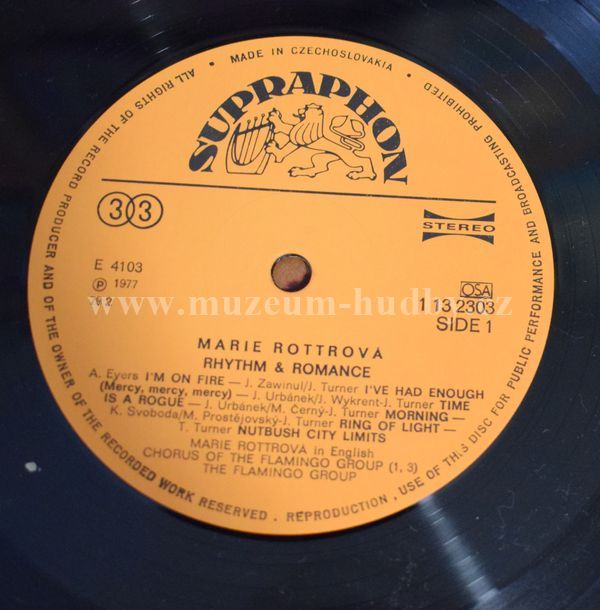 · MADE IN CZECHOSLOVAKIA ·
ALL RIGHTS OF THE RECORD PRODUCER AND OF THE OWNER OF THE RECORDED WORK RESERVED . REPRODUCTION , USE OF THIS DISC FOR PUBLIC PERFORMANCE AND BROADCASTING PROHIBITED
SUPRAPHON
33
STEREO
E 4103
Ⓟ 1977
OSA
1 13 2303
SIDE 1
www.muzeum-hudby.cz
MARIE ROTTROVÁ
RHYTHM & ROMANCE
A. Eyers I'M ON FIRE — J. Zawinul/J. Turner I'VE HAD ENOUGH
(Mercy, mercy, mercy) — J. Urbánek/J. Wykrent-J. Turner TIME
IS A ROGUE — J. Urbánek/M. Černý-J. Turner MORNING —
K. Svoboda/M. Prostějovský-J. Turner RING OF LIGHT —
T. Turner NUTBUSH CITY LIMITS
MARIE ROTTROVÁ in English
CHORUS OF THE FLAMINGO GROUP (1, 3)
THE FLAMINGO GROUP